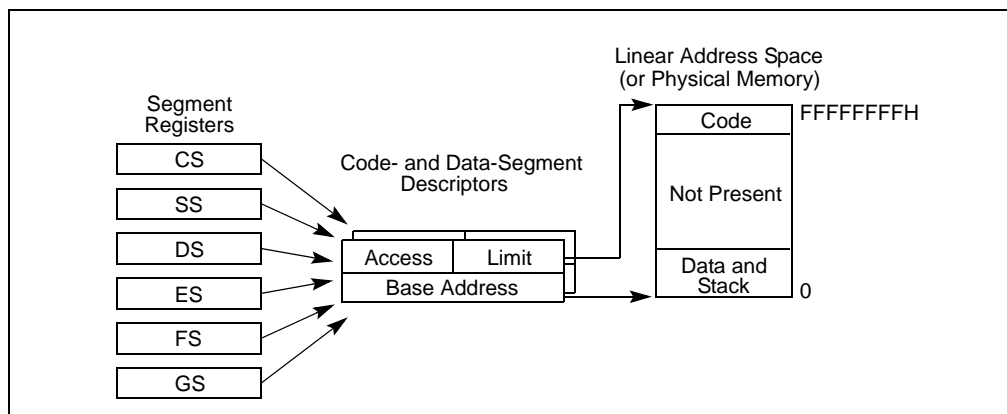 Segment
Registers
CS
SS
DS
ES
FS
GS
Code- and Data-Segment
Descriptors
Access
Limit
Base Address
Linear Address Space
(or Physical Memory)
Code
FFFFFFFFH
Not Present
Data and
Stack
0